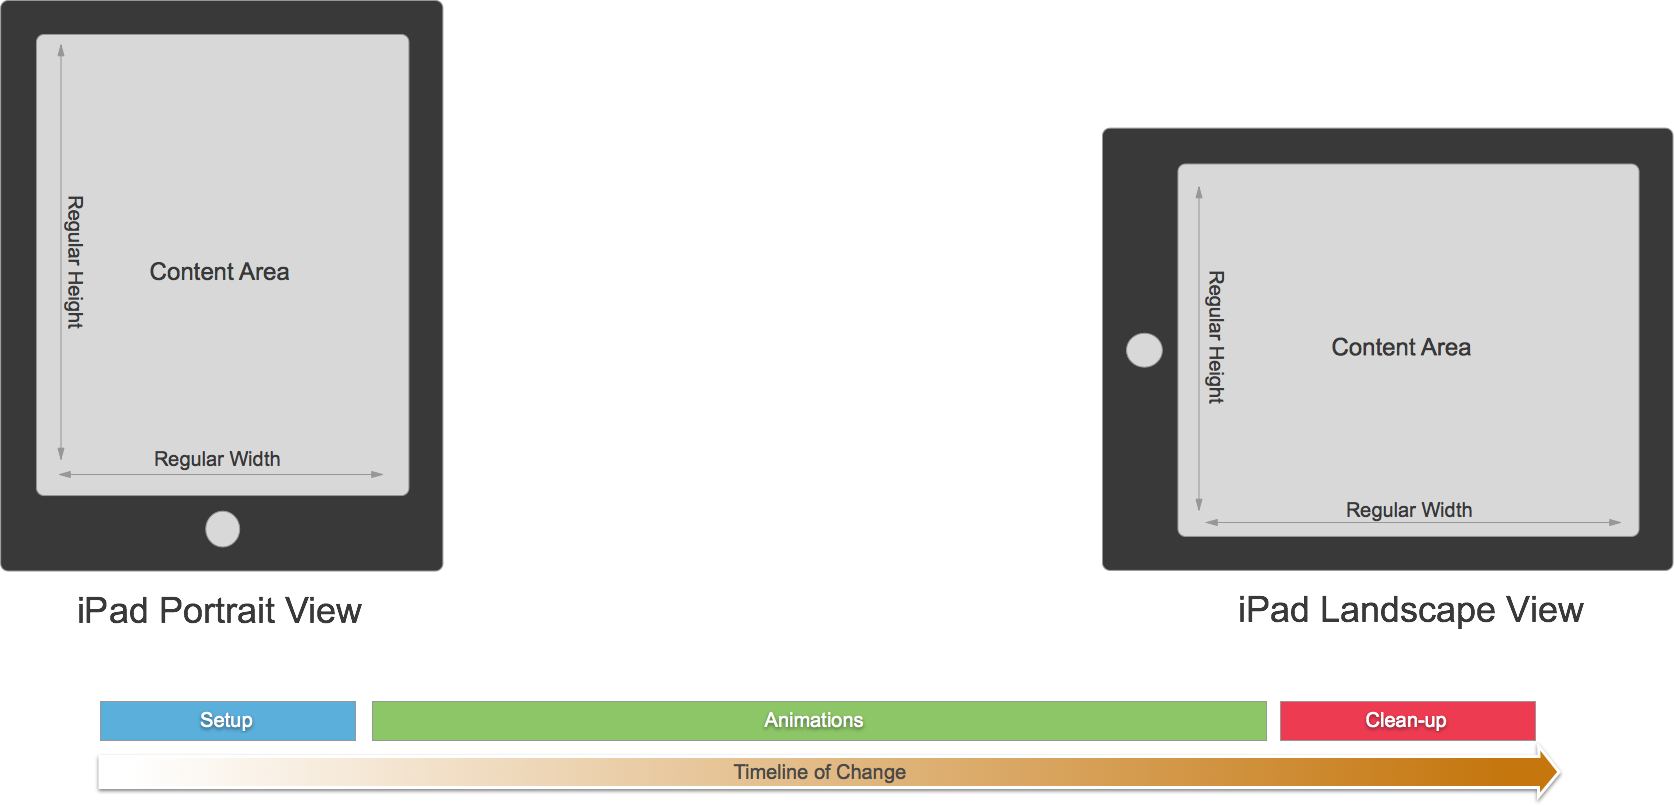 Regular Height
Content Area
Regular Width
iPad Portrait View
Regular Height
Content Area
Regular Width
iPad Landscape View
Setup
Animations
Clean-up
Timeline of Change